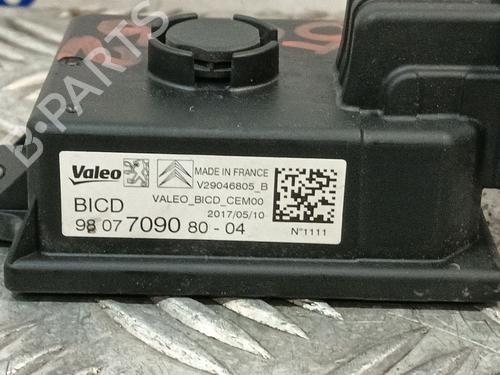 Valeo
MADE IN FRANCE
V29046805_B
VALEO_BICD_CEM00
2017/05/10
BICD
98 07 7090 80 - 04
N°1111
B-PARTS